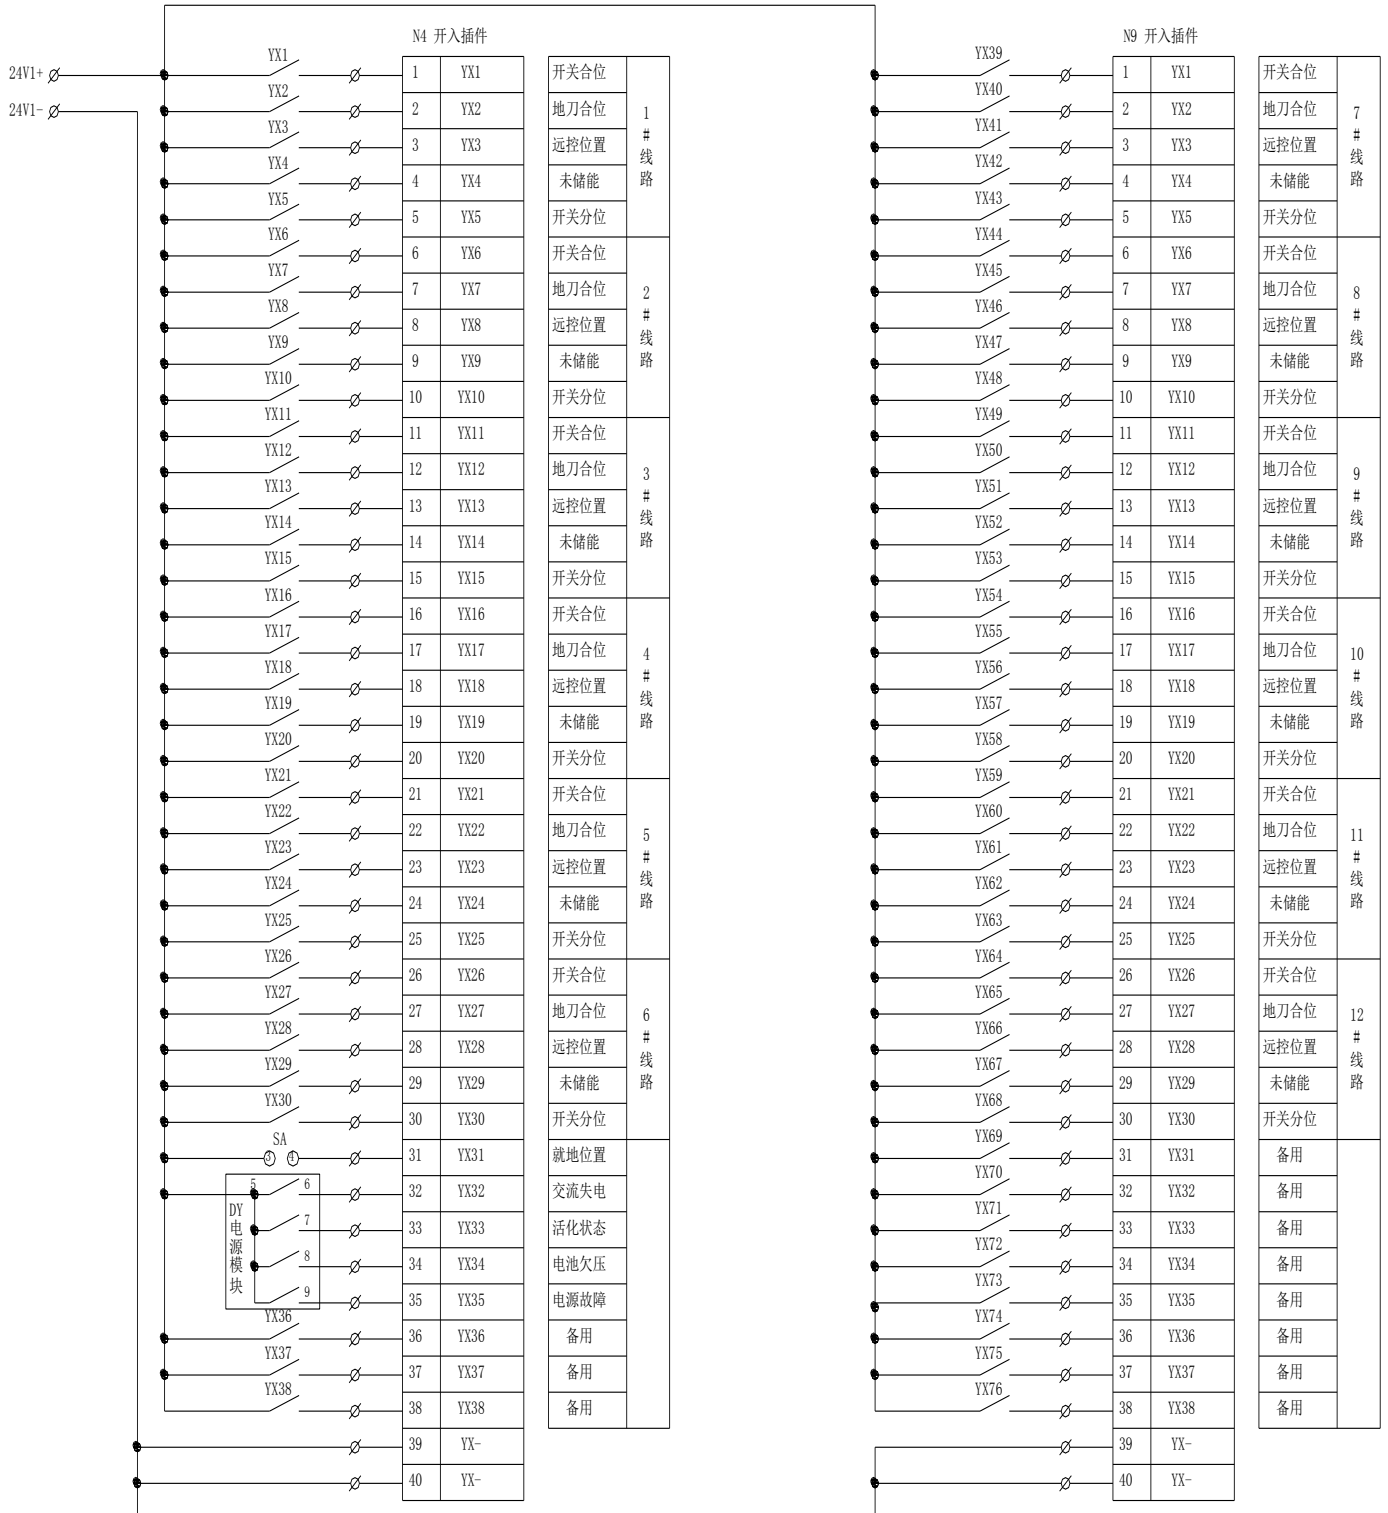 N4 开入插件
24V1+
24V1-
YX1 1 YX1 开关合位
YX2 2 YX2 地刀合位
YX3 3 YX3 远控位置
YX4 4 YX4 未储能
YX5 5 YX5 开关分位
1#线路
YX6 6 YX6 开关合位
YX7 7 YX7 地刀合位
YX8 8 YX8 远控位置
YX9 9 YX9 未储能
YX10 10 YX10 开关分位
2#线路
YX11 11 YX11 开关合位
YX12 12 YX12 地刀合位
YX13 13 YX13 远控位置
YX14 14 YX14 未储能
YX15 15 YX15 开关分位
3#线路
YX16 16 YX16 开关合位
YX17 17 YX17 地刀合位
YX18 18 YX18 远控位置
YX19 19 YX19 未储能
YX20 20 YX20 开关分位
4#线路
YX21 21 YX21 开关合位
YX22 22 YX22 地刀合位
YX23 23 YX23 远控位置
YX24 24 YX24 未储能
YX25 25 YX25 开关分位
5#线路
YX26 26 YX26 开关合位
YX27 27 YX27 地刀合位
YX28 28 YX28 远控位置
YX29 29 YX29 未储能
YX30 30 YX30 开关分位
6#线路
SA 3 4 31 YX31 就地位置
DY电源模块
5 6 32 YX32 交流失电
7 33 YX33 活化状态
8 34 YX34 电池欠压
9 35 YX35 电源故障
YX36 36 YX36 备用
YX37 37 YX37 备用
YX38 38 YX38 备用
39 YX-
40 YX-
N9 开入插件
YX39 1 YX1 开关合位
YX40 2 YX2 地刀合位
YX41 3 YX3 远控位置
YX42 4 YX4 未储能
YX43 5 YX5 开关分位
7#线路
YX44 6 YX6 开关合位
YX45 7 YX7 地刀合位
YX46 8 YX8 远控位置
YX47 9 YX9 未储能
YX48 10 YX10 开关分位
8#线路
YX49 11 YX11 开关合位
YX50 12 YX12 地刀合位
YX51 13 YX13 远控位置
YX52 14 YX14 未储能
YX53 15 YX15 开关分位
9#线路
YX54 16 YX16 开关合位
YX55 17 YX17 地刀合位
YX56 18 YX18 远控位置
YX57 19 YX19 未储能
YX58 20 YX20 开关分位
10#线路
YX59 21 YX21 开关合位
YX60 22 YX22 地刀合位
YX61 23 YX23 远控位置
YX62 24 YX24 未储能
YX63 25 YX25 开关分位
11#线路
YX64 26 YX26 开关合位
YX65 27 YX27 地刀合位
YX66 28 YX28 远控位置
YX67 29 YX29 未储能
YX68 30 YX30 开关分位
12#线路
YX69 31 YX31 备用
YX70 32 YX32 备用
YX71 33 YX33 备用
YX72 34 YX34 备用
YX73 35 YX35 备用
YX74 36 YX36 备用
YX75 37 YX37 备用
YX76 38 YX38 备用
39 YX-
40 YX-